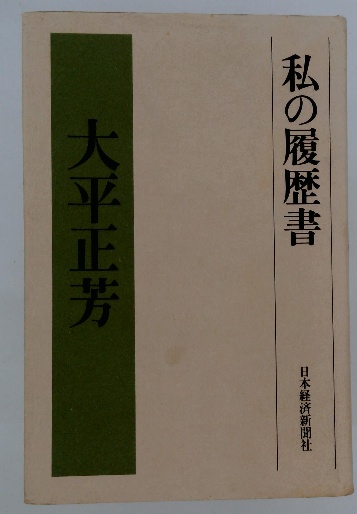 私の履歴書
日本経済新聞社
大平正芳